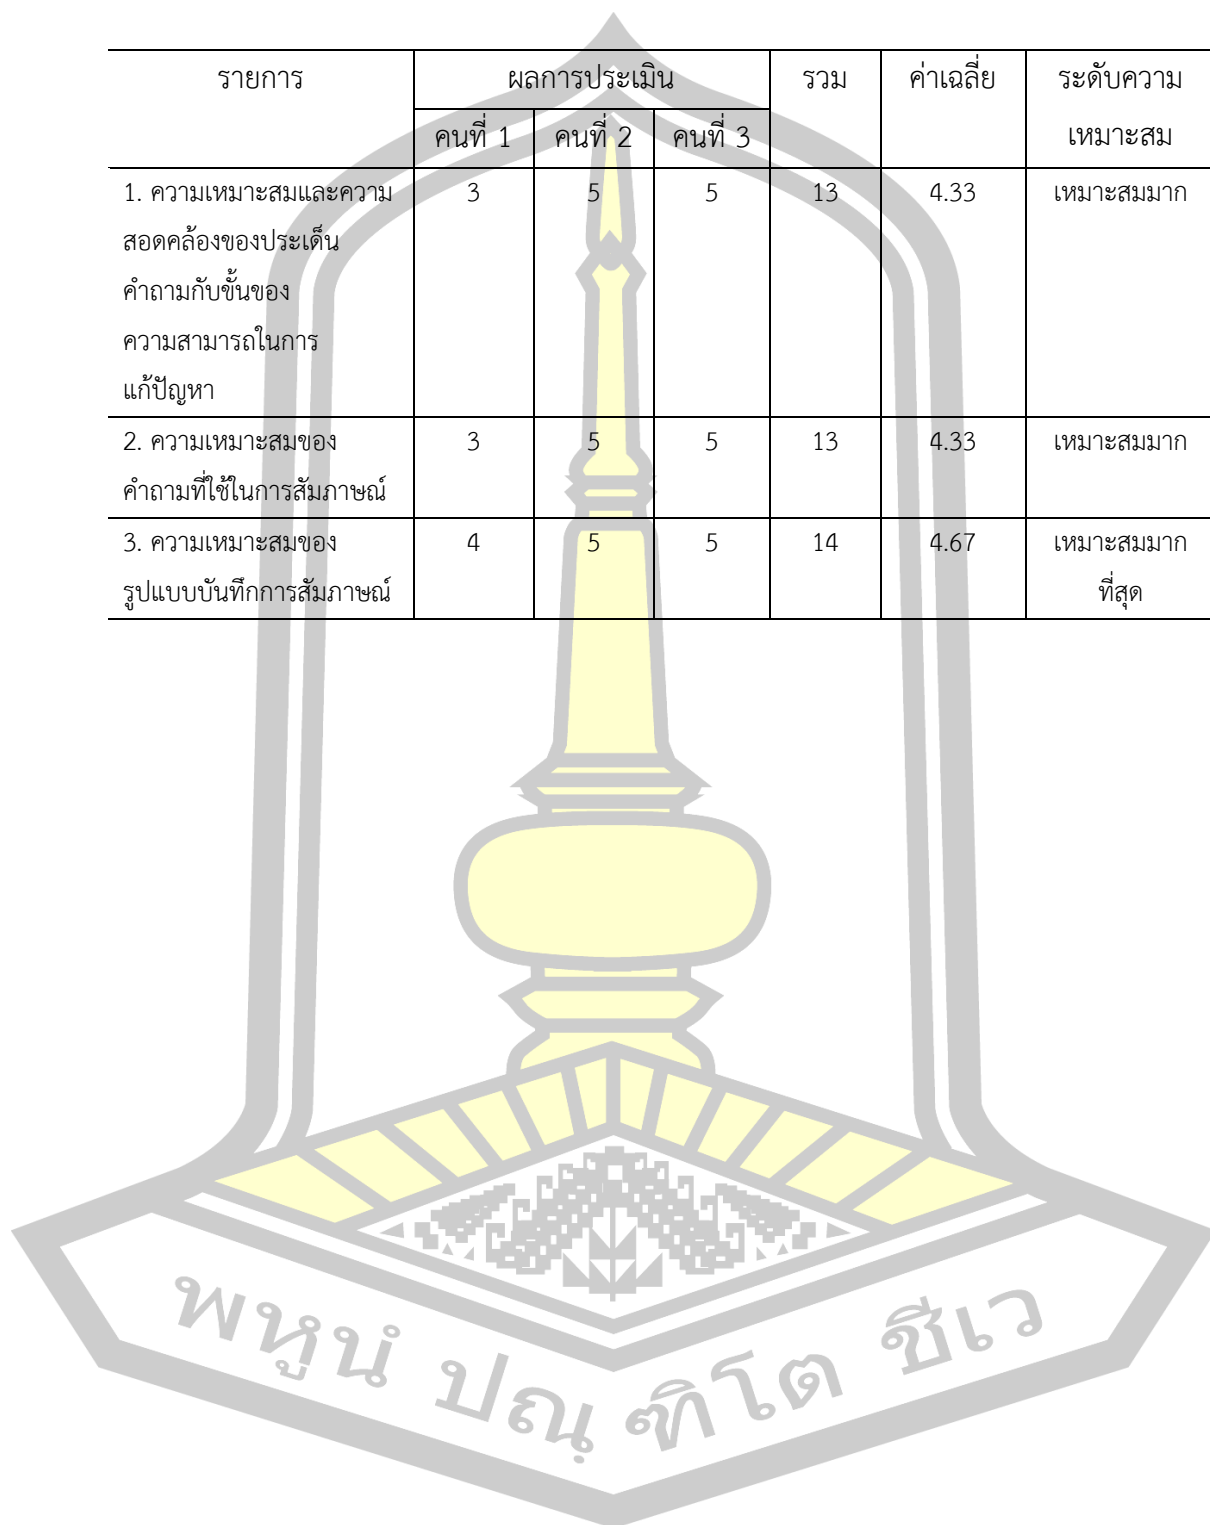 รายการ ผลการประเมิน รวม ค่าเฉลี่ย ระดับความ
คนที่ 1 คนที่ 2 คนที่ 3 เหมาะสม
1. ความเหมาะสมและความ 3 5 5 13 4.33 เหมาะสมมาก
สอดคล้องของประเด็น
คำถามกับขั้นของ
ความสามารถในการ
แก้ปัญหา
2. ความเหมาะสมของ 3 5 5 13 4.33 เหมาะสมมาก
คำถามที่ใช้ในการสัมภาษณ์
3. ความเหมาะสมของ 4 5 5 14 4.67 เหมาะสมมาก
รูปแบบบันทึกการสัมภาษณ์ ที่สุด
พหูนํ ปณฺ ฑิโต ชีเว